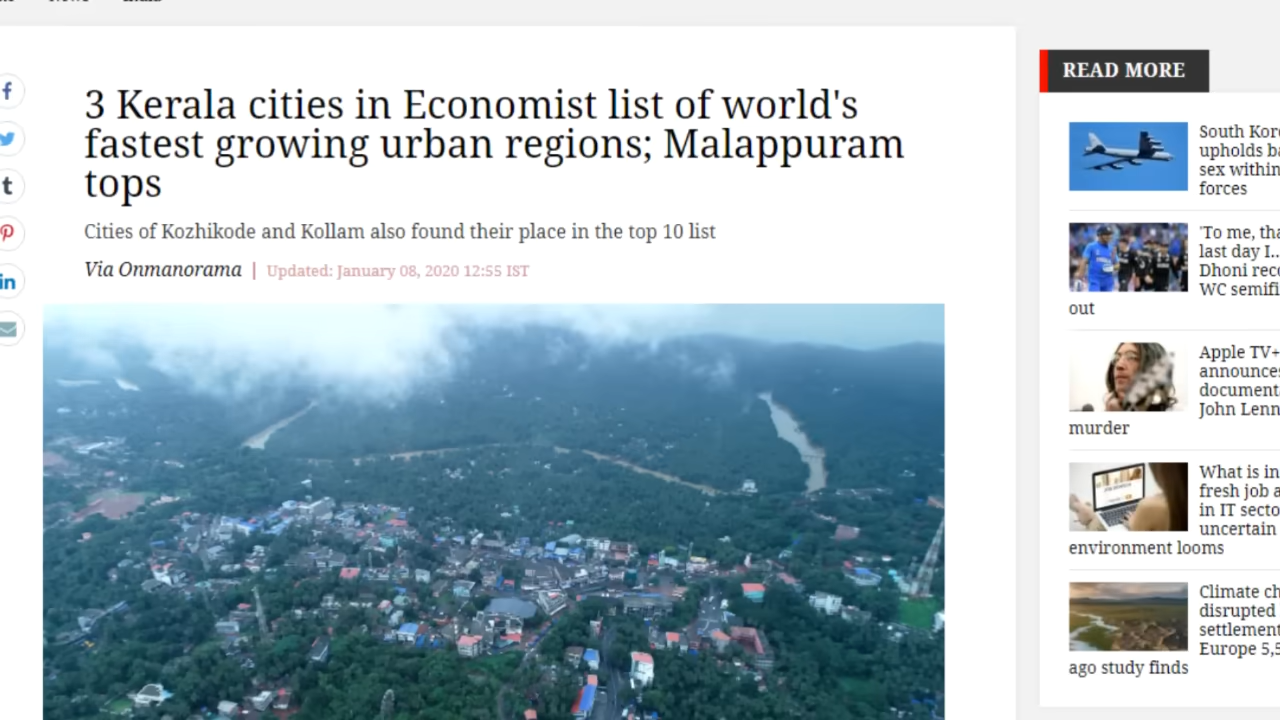 3 Kerala cities in Economist list of world's
fastest growing urban regions; Malappuram
tops
Cities of Kozhikode and Kollam also found their place in the top 10 list
Via Onmanorama | Updated: January 08, 2020 12:55 IST
READ MORE
South Kor
upholds ba
sex within
forces
'To me, tha
last day I..
Dhoni reco
WC semifi
out
Apple TV+
announces
document
John Lenn
murder
What is in
fresh job a
in IT secto
uncertain
environment looms
Climate ch
disrupted
settlement
Europe 5,5
ago study finds